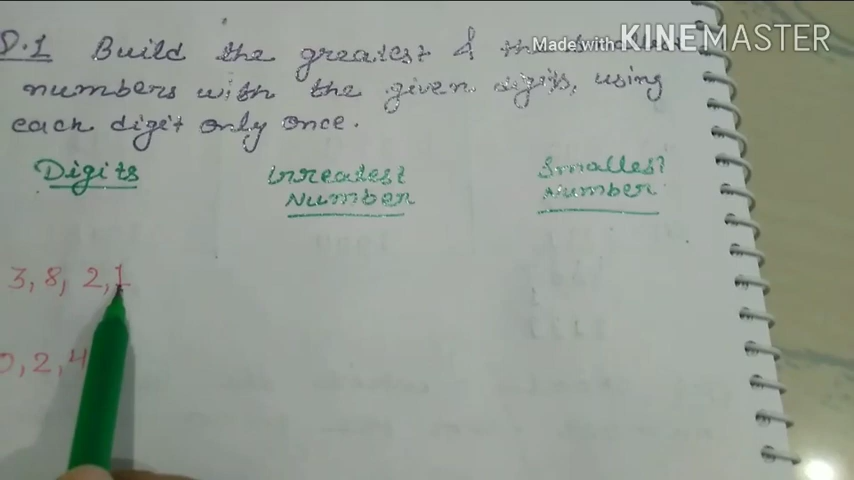 Q.1 Build the greatest &
numbers with the given digits, using
each digit only once.
Digits Greatest Smallest
Number Number
3, 8, 2, 1
0, 2, 4
Made with KINEMASTER